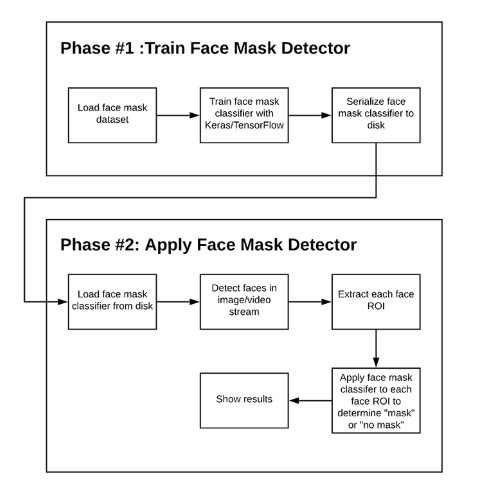 Phase #1 :Train Face Mask Detector
Load face mask
dataset
Train face mask
classifier with
Keras/TensorFlow
Serialize face
mask classifier to
disk
Phase #2: Apply Face Mask Detector
Load face mask
classifier from disk
Detect faces in
image/video
stream
Extract each face
ROI
Apply face mask
classifer to each
face ROI to
determine "mask"
or "no mask"
Show results